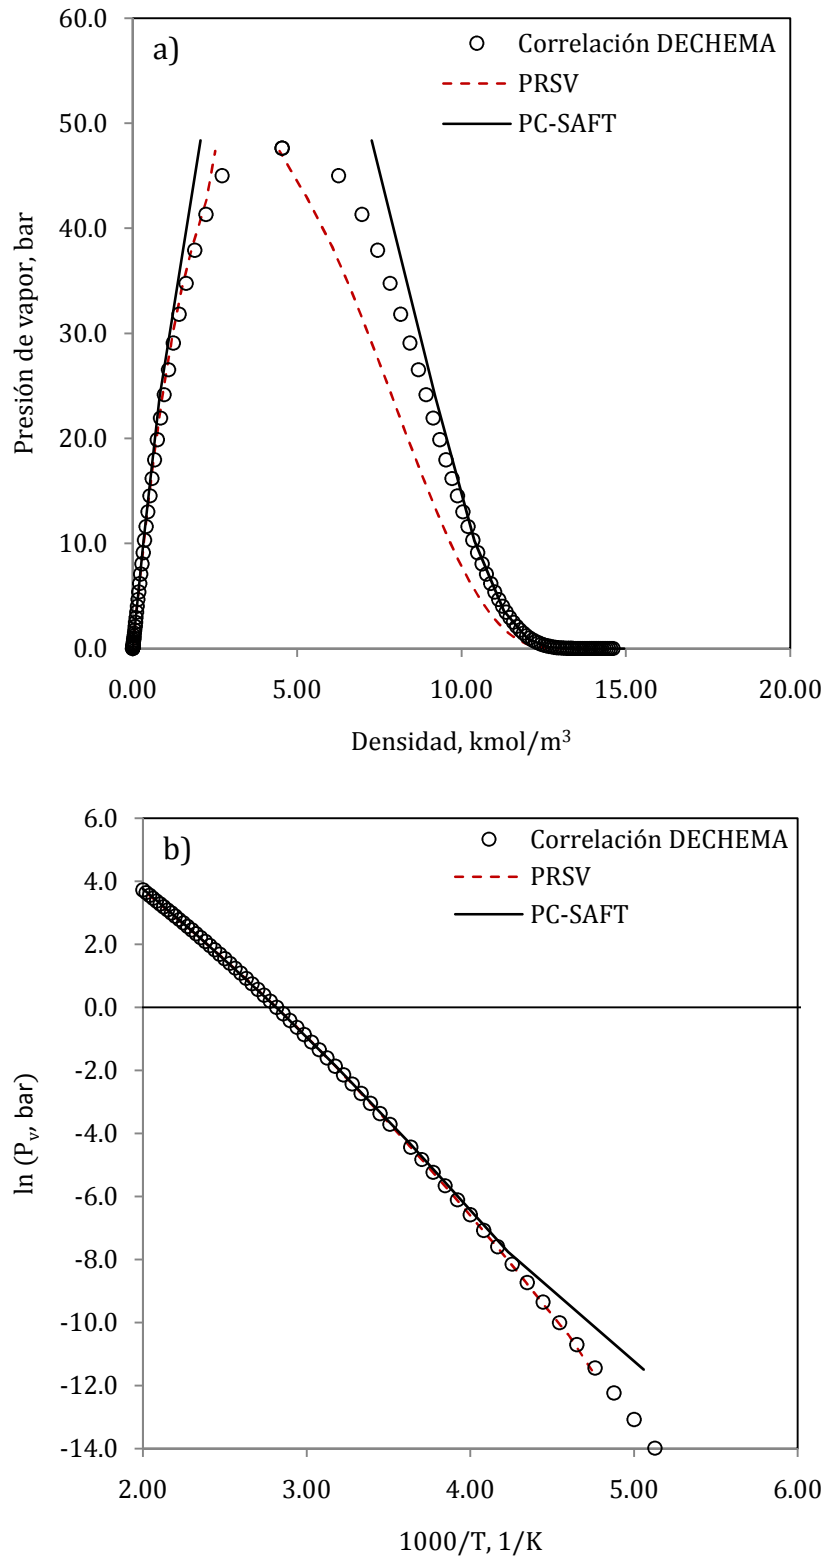 60.0
a)
Correlación DECHEMA
PRSV
50.0
PC-SAFT
40.0
Presión de vapor, bar
30.0
20.0
10.0
0.0
0.00 5.00 10.00 15.00 20.00
Densidad, kmol/m³
6.0
b)
Correlación DECHEMA
4.0
PRSV
PC-SAFT
2.0
0.0
-2.0
ln (Pᵥ, bar)
-4.0
-6.0
-8.0
-10.0
-12.0
-14.0
2.00 3.00 4.00 5.00 6.00
1000/T, 1/K